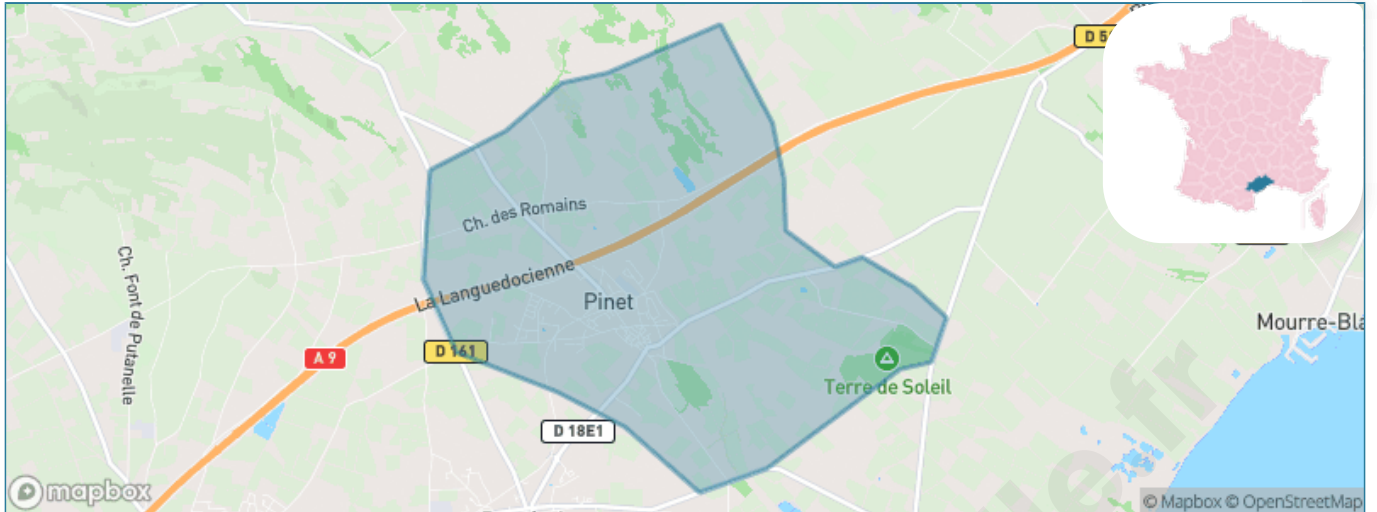 Ch. des Romains
La Languedocienne
Ch. Font de Putanelle
Pinet
Mourre-Bla
D 161
A 9
Terre de Soleil
D 18E1
mapbox
© Mapbox © OpenStreetMap